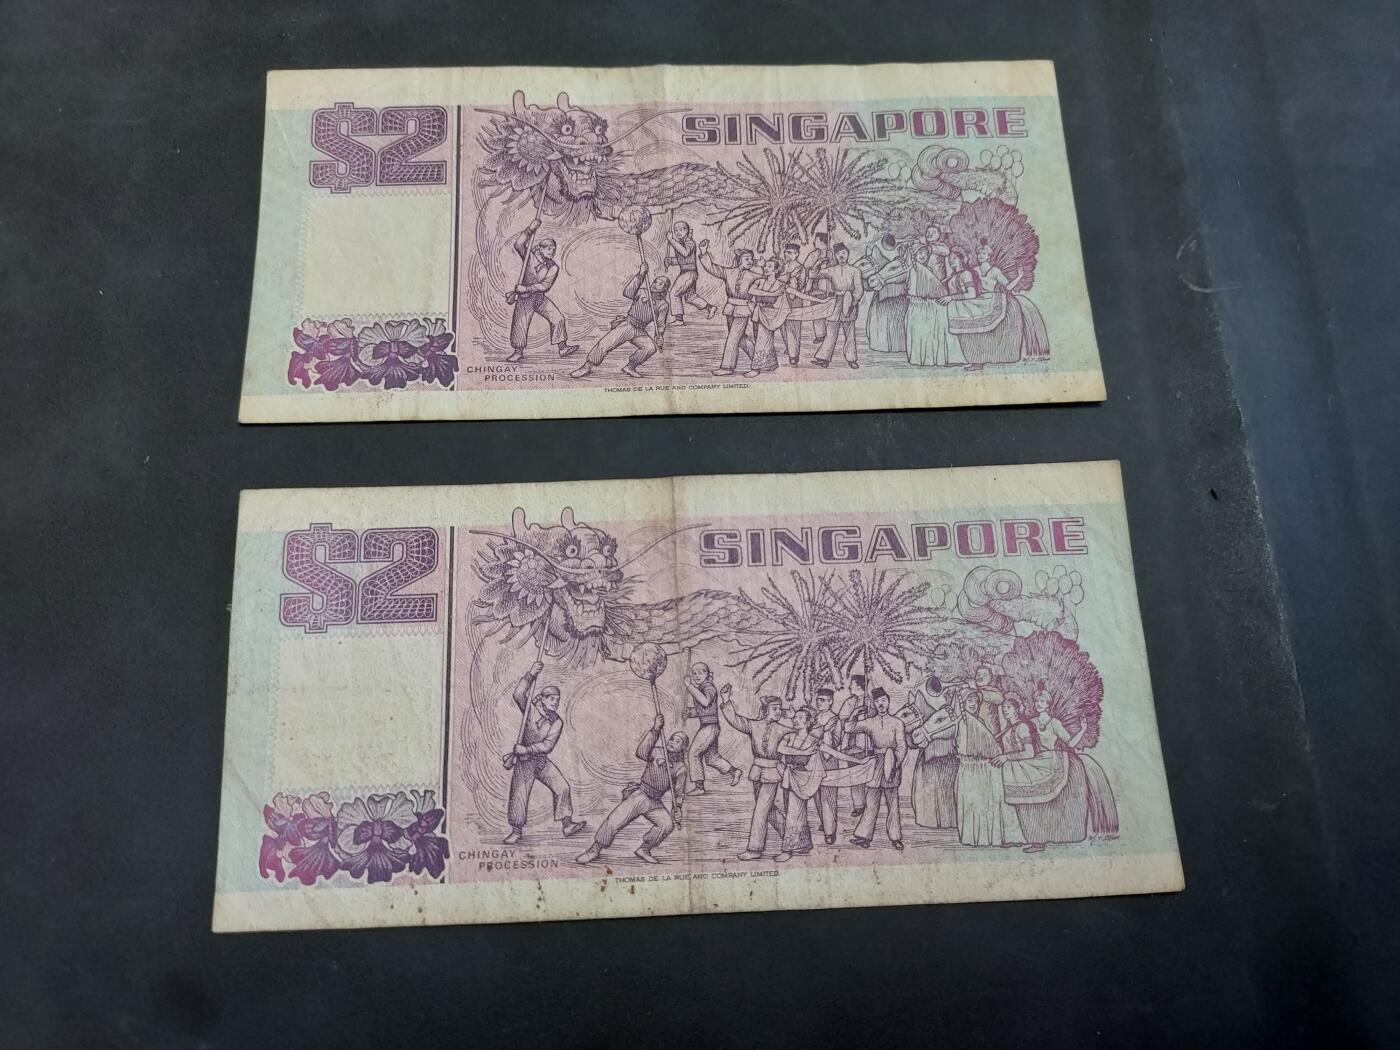 $2
SINGAPORE
CHINGAY
PROCESSION
THOMAS DE LA RUE AND COMPANY LIMITED.
$2
SINGAPORE
CHINGAY
PROCESSION
THOMAS DE LA RUE AND COMPANY LIMITED.